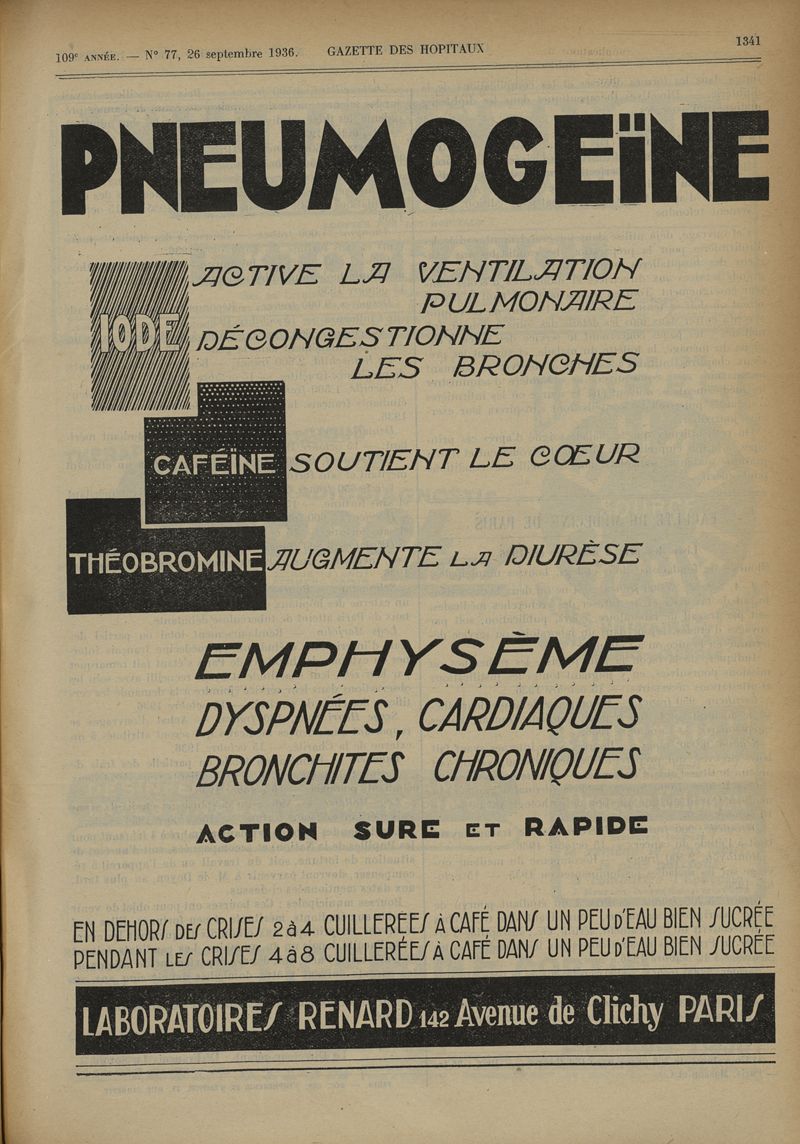 109e ANNÉE. — N° 77, 26 septembre 1936. GAZETTE DES HOPITAUX 1341
PNEUMOGEÏNE
IODE
ACTIVE LA VENTILATION
PULMONAIRE
DÉCONGESTIONNE
LES BRONCHES
CAFÉÏNE SOUTIENT LE CŒUR
THÉOBROMINE AUGMENTE LA DIURÈSE
EMPHYSÈME
DYSPNÉES, CARDIAQUES
BRONCHITES CHRONIQUES
ACTION SURE ET RAPIDE
EN DEHORS DES CRISES 2 à 4 CUILLEREES À CAFÉ DANS UN PEU D'EAU BIEN SUCRÉE
PENDANT LES CRISES 4 à 8 CUILLERÉES À CAFÉ DANS UN PEU D'EAU BIEN SUCRÉE
LABORATOIRES RENARD 142 Avenue de Clichy PARIS